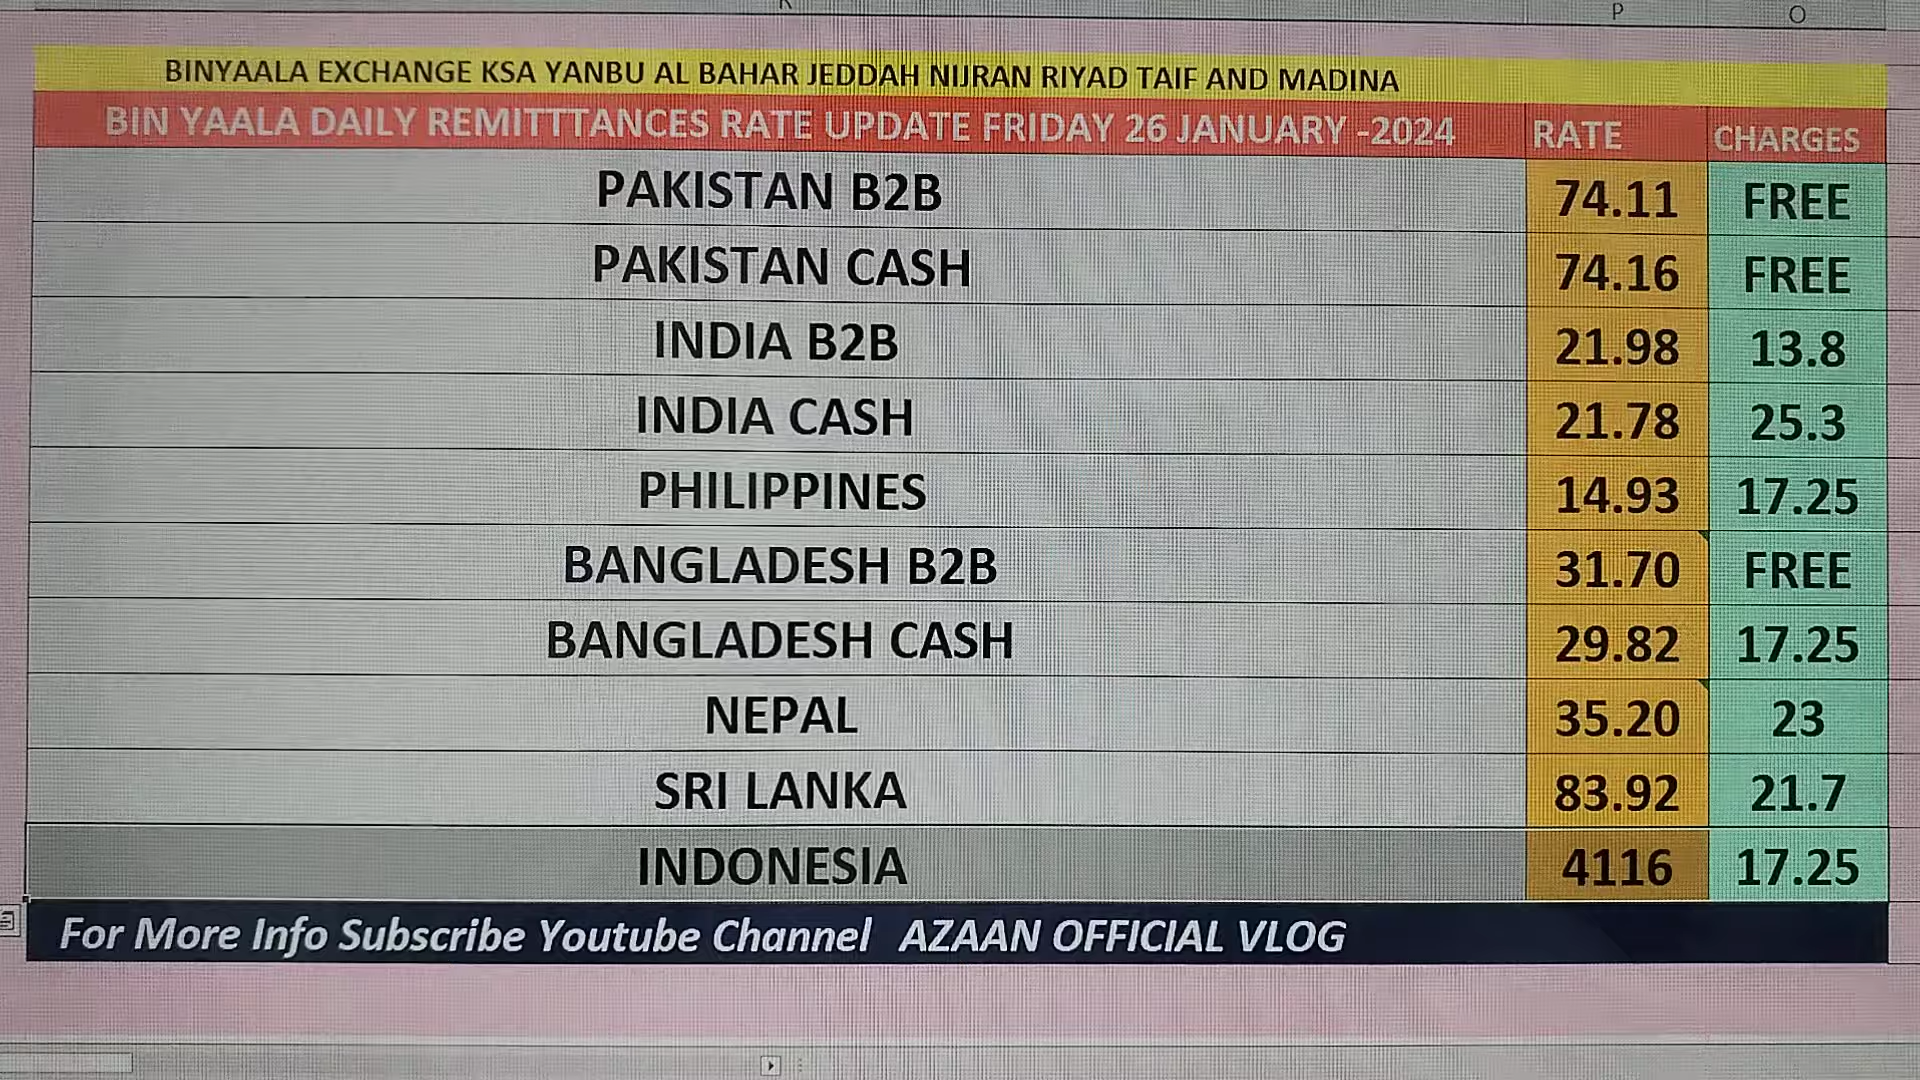 P O
BINYAALA EXCHANGE KSA YANBU AL BAHAR JEDDAH NIJRAN RIYAD TAIF AND MADINA
BIN YAALA DAILY REMITTTANCES RATE UPDATE FRIDAY 26 JANUARY -2024 RATE CHARGES
PAKISTAN B2B 74.11 FREE
PAKISTAN CASH 74.16 FREE
INDIA B2B 21.98 13.8
INDIA CASH 21.78 25.3
PHILIPPINES 14.93 17.25
BANGLADESH B2B 31.70 FREE
BANGLADESH CASH 29.82 17.25
NEPAL 35.20 23
SRI LANKA 83.92 21.7
INDONESIA 4116 17.25
For More Info Subscribe Youtube Channel AZAAN OFFICIAL VLOG